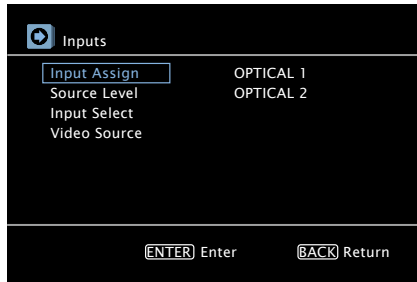 Inputs
Input Assign OPTICAL 1
Source Level OPTICAL 2
Input Select
Video Source
ENTER Enter BACK Return